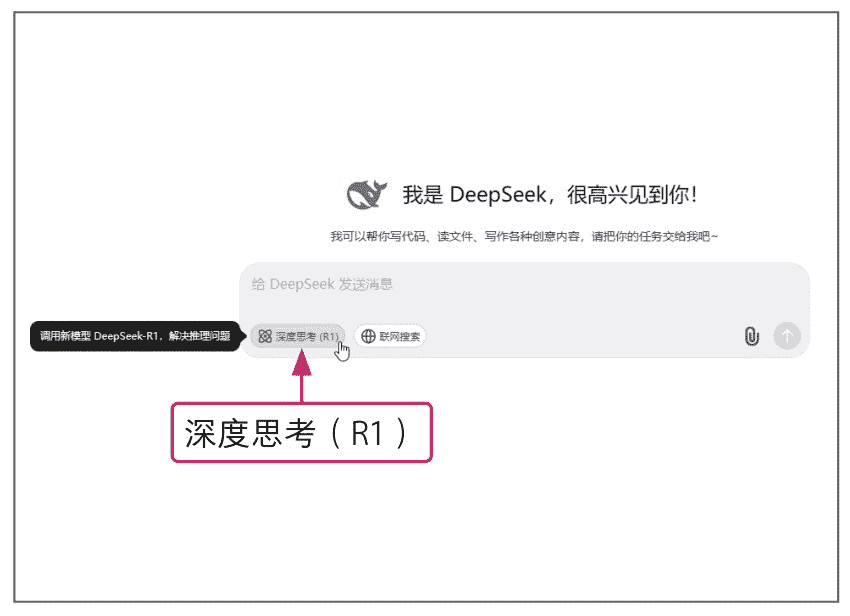 我是 DeepSeek，很高兴见到你！
我可以帮你写代码、读文件、写作各种创意内容，请把你的任务交给我吧~
给 DeepSeek 发送消息
调用新模型 DeepSeek-R1，解决推理问题
深度思考 (R1)
联网搜索
深度思考（R1）